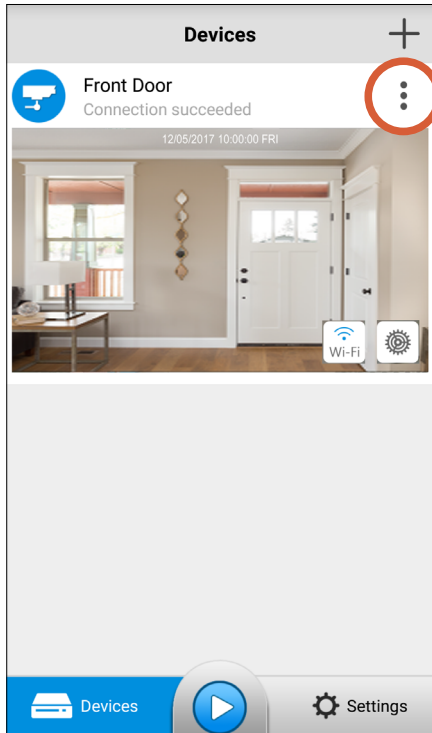 Devices
Front Door
Connection succeeded
12/05/2017 10:00:00 FRI
Wi-Fi
Devices
Settings